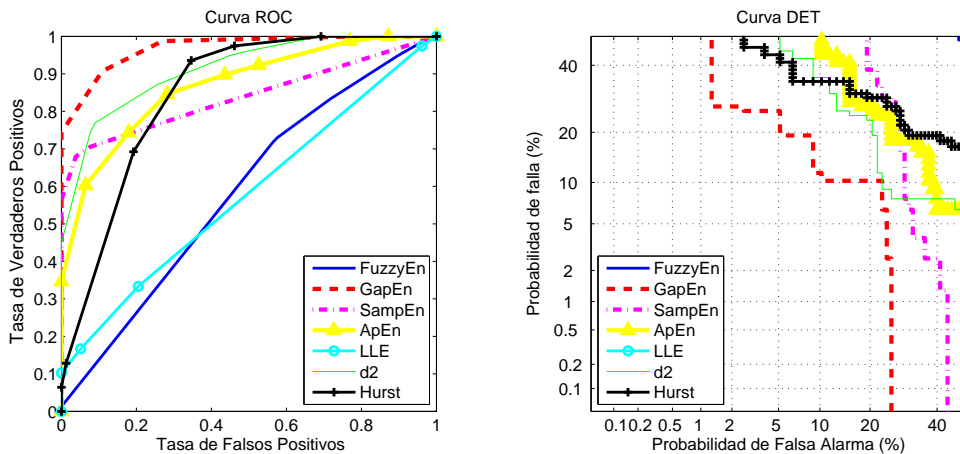 Curva ROC
Tasa de Verdaderos Positivos
1
0.9
0.8
0.7
0.6
0.5
0.4
0.3
0.2
0.1
0
0 0.2 0.4 0.6 0.8 1
Tasa de Falsos Positivos
FuzzyEn
GapEn
SampEn
ApEn
LLE
d2
Hurst
Curva DET
Probabilidad de falla (%)
40
20
10
5
2
1
0.5
0.2
0.1
0.10 0.2 0.5 1 2 5 10 20 40
Probabilidad de Falsa Alarma (%)
FuzzyEn
GapEn
SampEn
ApEn
LLE
d2
Hurst